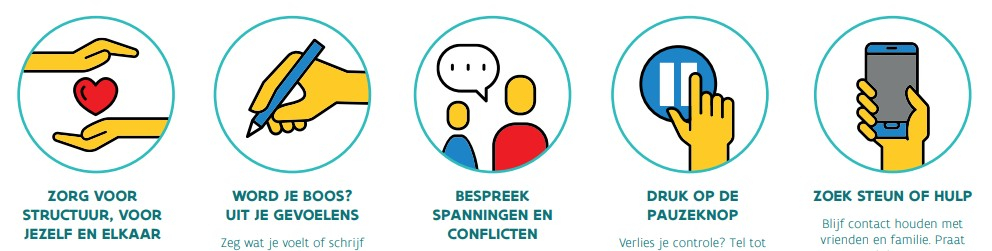 ZORG VOOR
STRUCTUUR, VOOR
JEZELF EN ELKAAR
WORD JE BOOS?
UIT JE GEVOELENS
Zeg wat je voelt of schrijf
BESPREEK
SPANNINGEN EN
CONFLICTEN
DRUK OP DE
PAUZEKNOP
Verlies je controle? Tel tot
ZOEK STEUN OF HULP
Blijf contact houden met
vrienden en familie. Praat